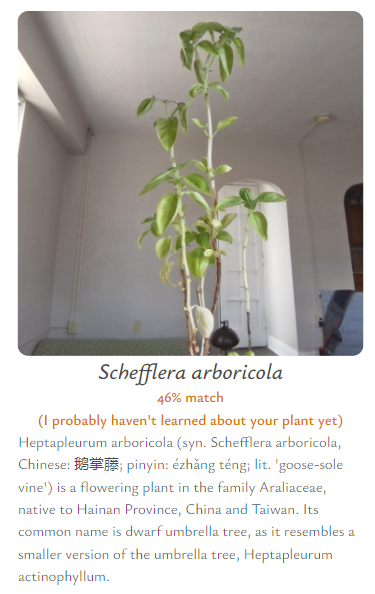 Schefflera arboricola
46% match
(I probably haven't learned about your plant yet)
Heptapleurum arboricola (syn. Schefflera arboricola,
Chinese: 鹅掌藤; pinyin: ézhǎng téng; lit. 'goose-sole
vine') is a flowering plant in the family Araliaceae,
native to Hainan Province, China and Taiwan. Its
common name is dwarf umbrella tree, as it resembles a
smaller version of the umbrella tree, Heptapleurum
actinophyllum.